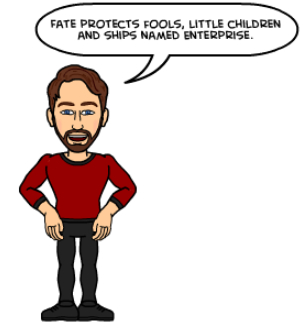 FATE PROTECTS FOOLS, LITTLE CHILDREN
AND SHIPS NAMED ENTERPRISE.